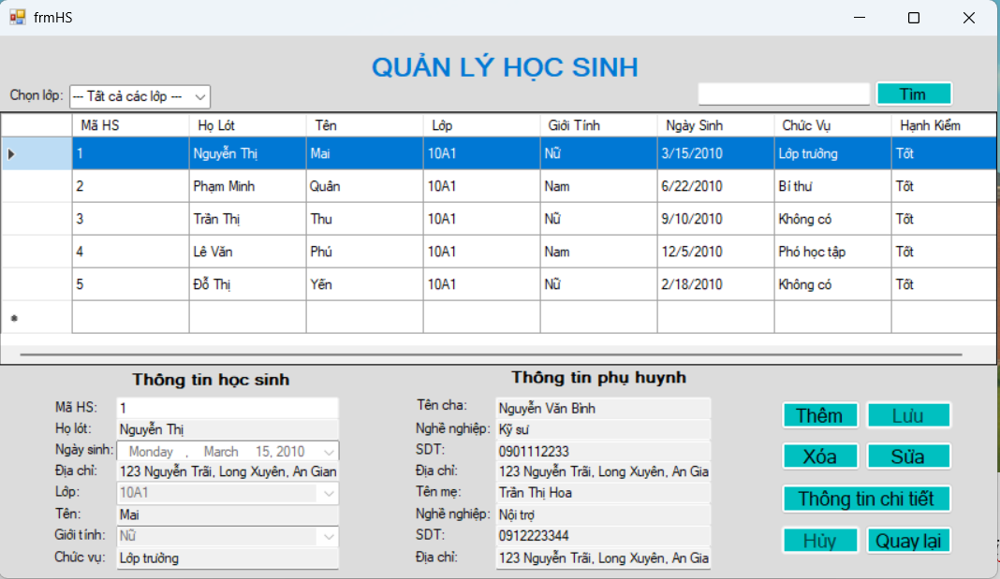 frmHS
QUẢN LÝ HỌC SINH
Chọn lớp: --- Tất cả các lớp --- Tìm
Mã HS Họ Lót Tên Lớp Giới Tính Ngày Sinh Chức Vụ Hạnh Kiểm
1 Nguyễn Thị Mai 10A1 Nữ 3/15/2010 Lớp trưởng Tốt
2 Phạm Minh Quân 10A1 Nam 6/22/2010 Bí thư Tốt
3 Trần Thị Thu 10A1 Nữ 9/10/2010 Không có Tốt
4 Lê Văn Phú 10A1 Nam 12/5/2010 Phó học tập Tốt
5 Đỗ Thị Yến 10A1 Nữ 2/18/2010 Không có Tốt
Thông tin học sinh
Mã HS: 1
Họ lót: Nguyễn Thị
Ngày sinh: Monday , March 15, 2010
Địa chỉ: 123 Nguyễn Trãi, Long Xuyên, An Gian
Lớp: 10A1
Tên: Mai
Giới tính: Nữ
Chức vụ: Lớp trưởng
Thông tin phụ huynh
Tên cha: Nguyễn Văn Bình
Nghề nghiệp: Kỹ sư
SDT: 0901112233
Địa chỉ: 123 Nguyễn Trãi, Long Xuyên, An Gia
Tên mẹ: Trần Thị Hoa
Nghề nghiệp: Nội trợ
SDT: 0912223344
Địa chỉ: 123 Nguyễn Trãi, Long Xuyên, An Gia
Thêm Lưu
Xóa Sửa
Thông tin chi tiết
Hủy Quay lại